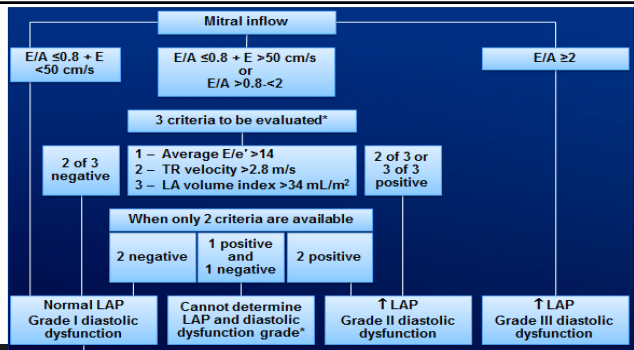 Mitral inflow
E/A ≤0.8 + E
<50 cm/s
E/A ≤0.8 + E >50 cm/s
or
E/A >0.8-<2
E/A ≥2
3 criteria to be evaluated*
2 of 3
negative
1 – Average E/e′ >14
2 – TR velocity >2.8 m/s
3 – LA volume index >34 mL/m²
2 of 3 or
3 of 3
positive
When only 2 criteria are available
2 negative
1 positive
and
1 negative
2 positive
Normal LAP
Grade I diastolic
dysfunction
Cannot determine
LAP and diastolic
dysfunction grade*
↑ LAP
Grade II diastolic
dysfunction
↑ LAP
Grade III diastolic
dysfunction